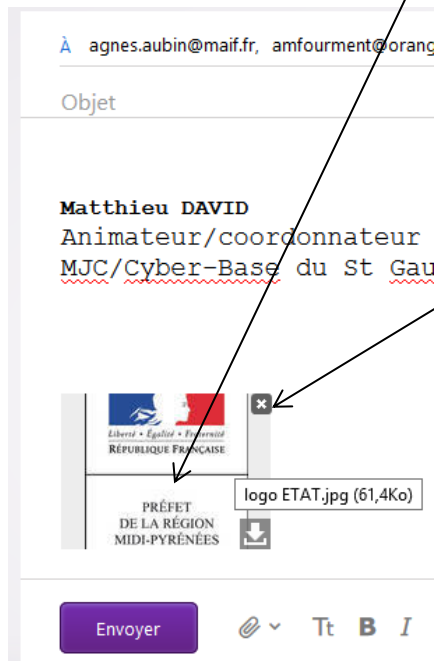 À agnes.aubin@maif.fr, amfourment@orang
Objet
Matthieu DAVID
Animateur/coordonnateur
MJC/Cyber-Base du St Gau
Liberté • Égalité • Fraternité
RÉPUBLIQUE FRANÇAISE
PRÉFET
DE LA RÉGION
MIDI-PYRÉNÉES
logo ETAT.jpg (61,4Ko)
Envoyer
Tt B I